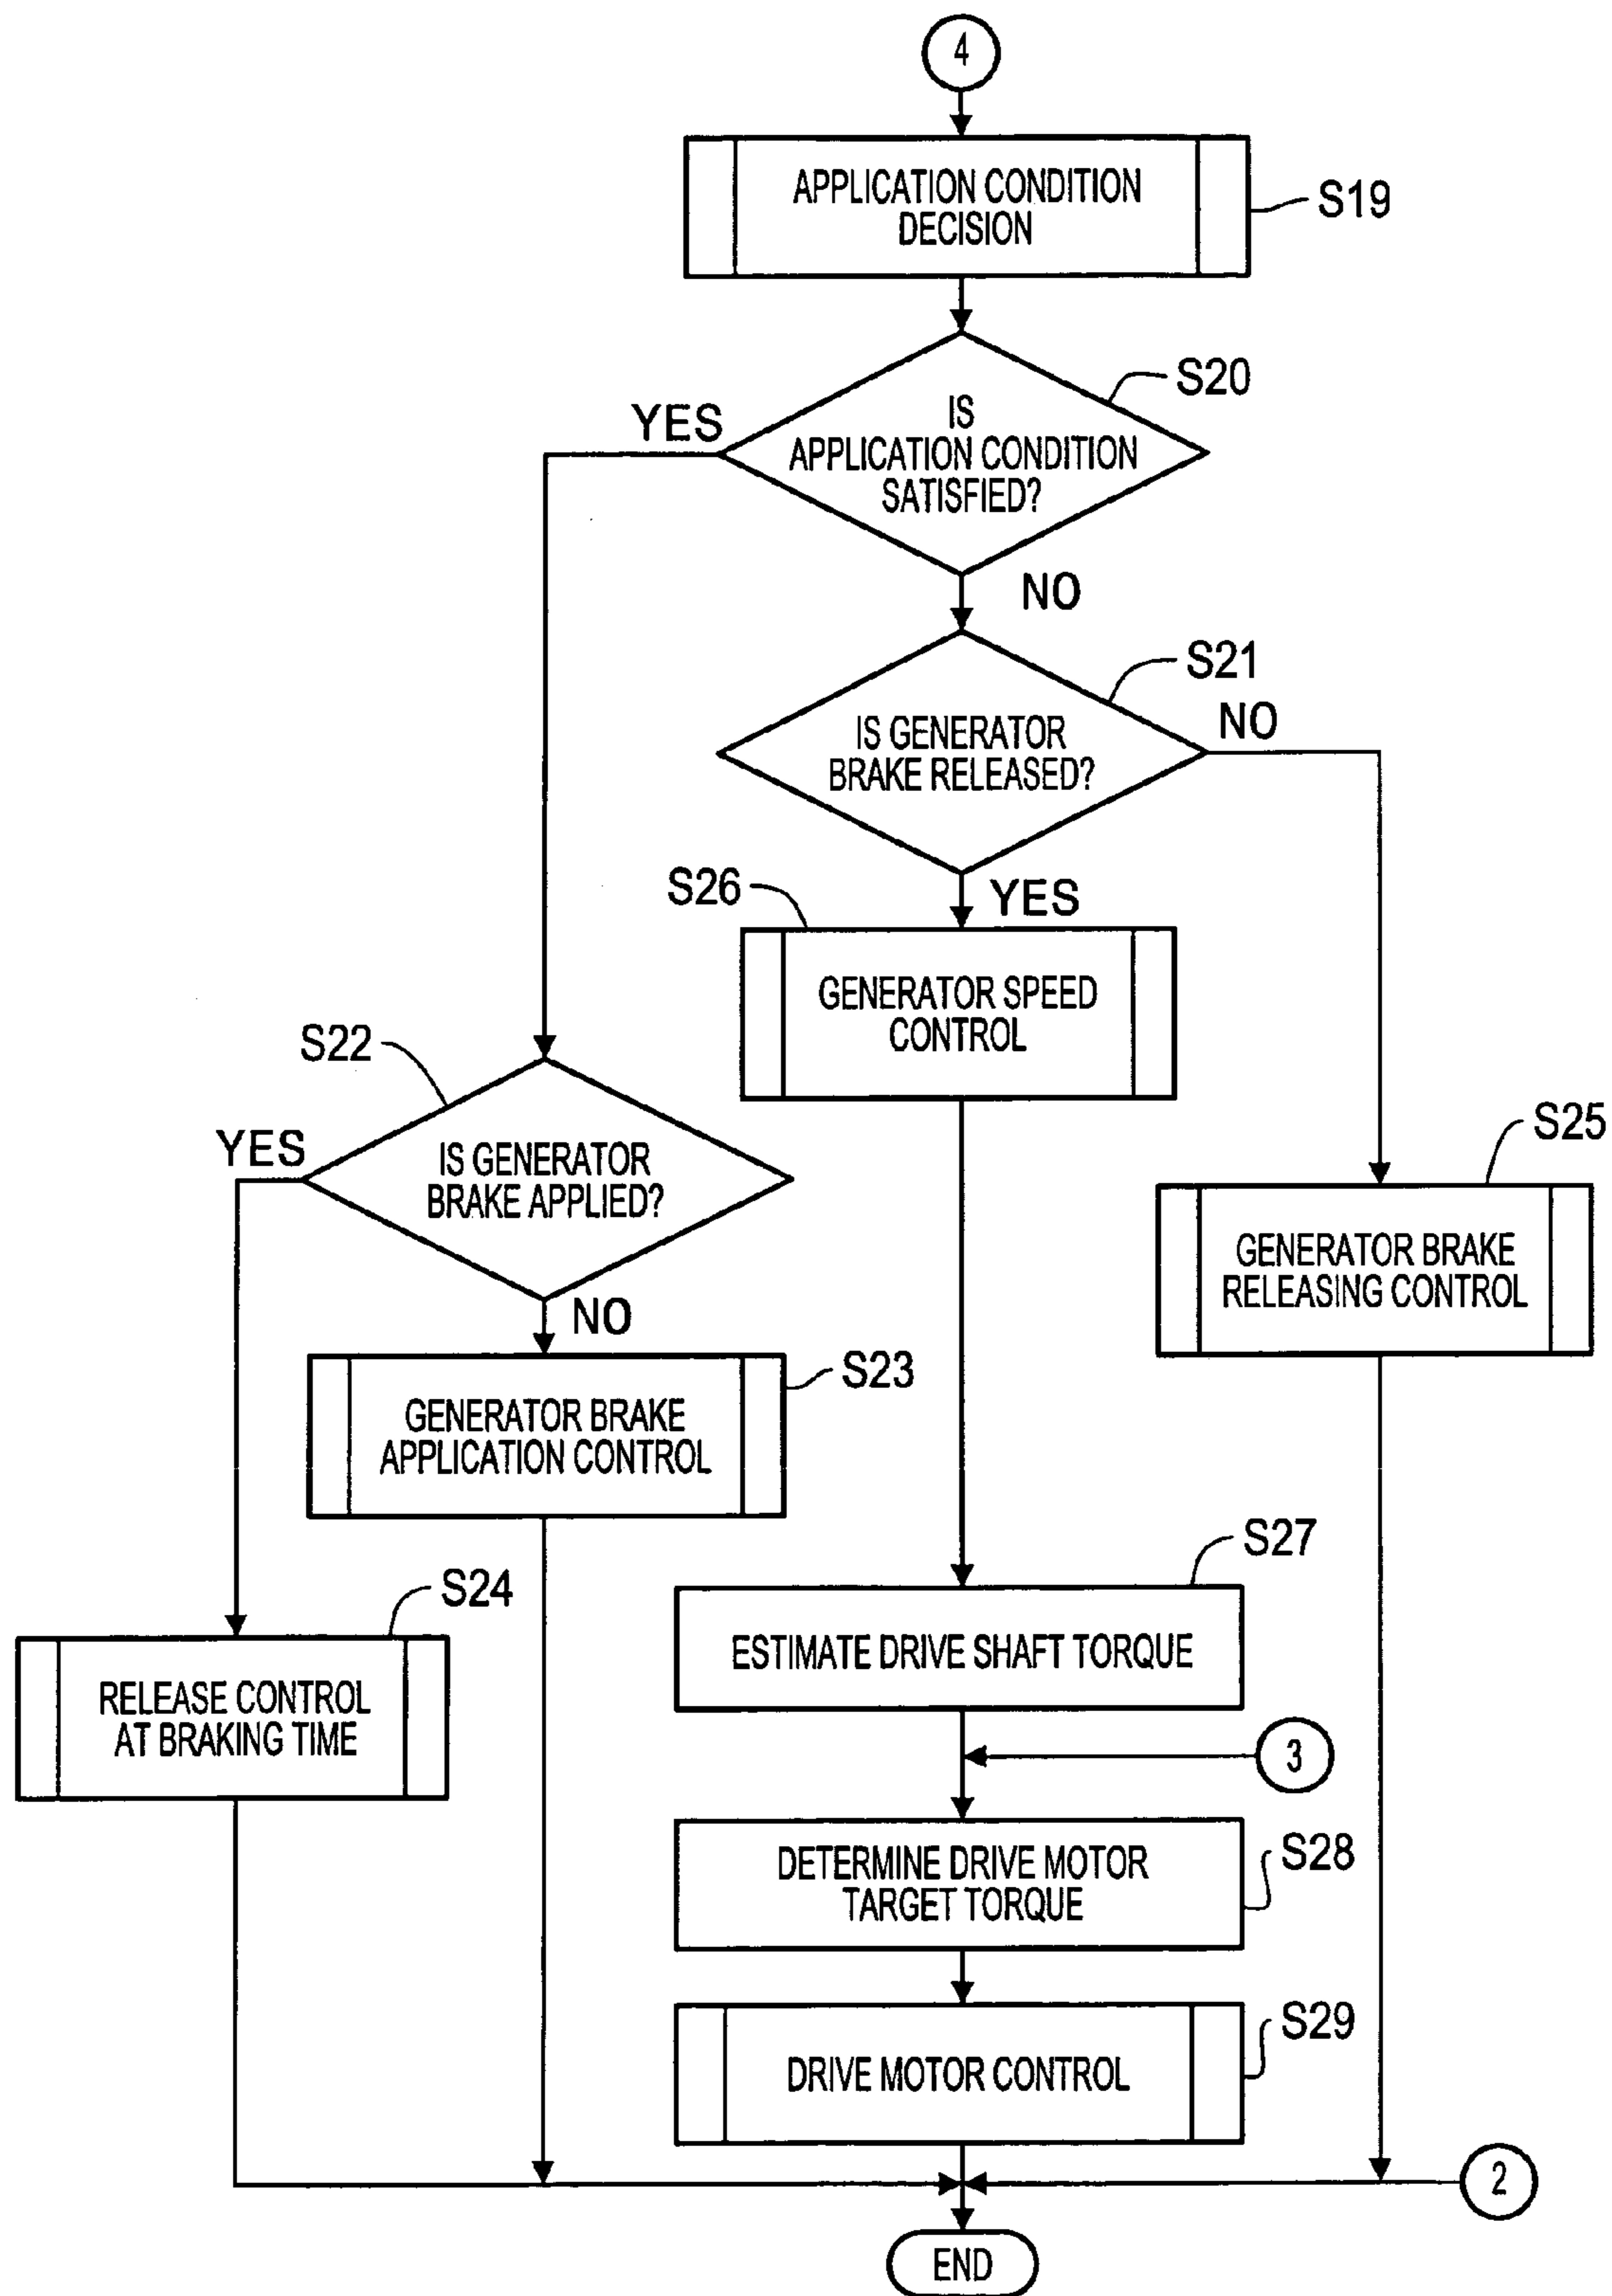 4
APPLICATION CONDITION
DECISION
S19
S20
YES
IS
APPLICATION CONDITION
SATISFIED?
NO
S21
NO
IS GENERATOR
BRAKE RELEASED?
S26
YES
GENERATOR SPEED
CONTROL
S22
YES
IS GENERATOR
BRAKE APPLIED?
S25
GENERATOR BRAKE
RELEASING CONTROL
NO
S23
GENERATOR BRAKE
APPLICATION CONTROL
S27
ESTIMATE DRIVE SHAFT TORQUE
S24
RELEASE CONTROL
AT BRAKING TIME
3
DETERMINE DRIVE MOTOR
TARGET TORQUE
S28
S29
DRIVE MOTOR CONTROL
2
END